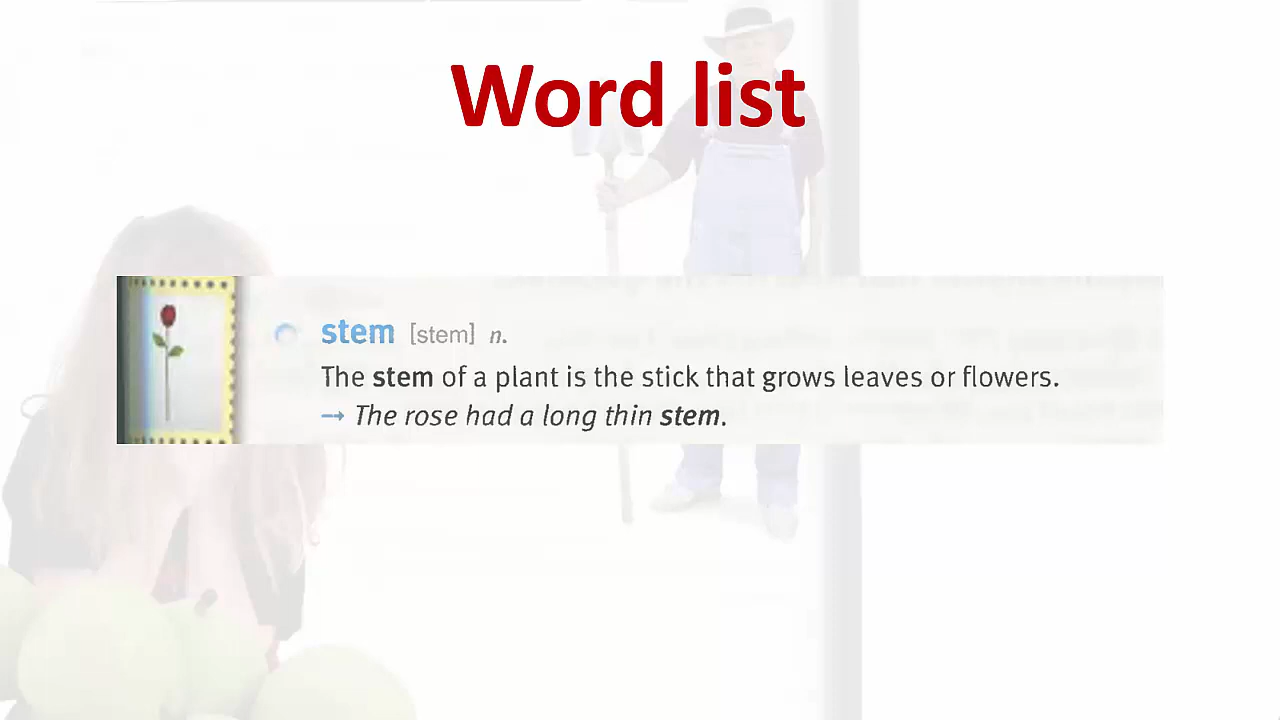 Word list
stem [stem] n.
The stem of a plant is the stick that grows leaves or flowers.
→ The rose had a long thin stem.